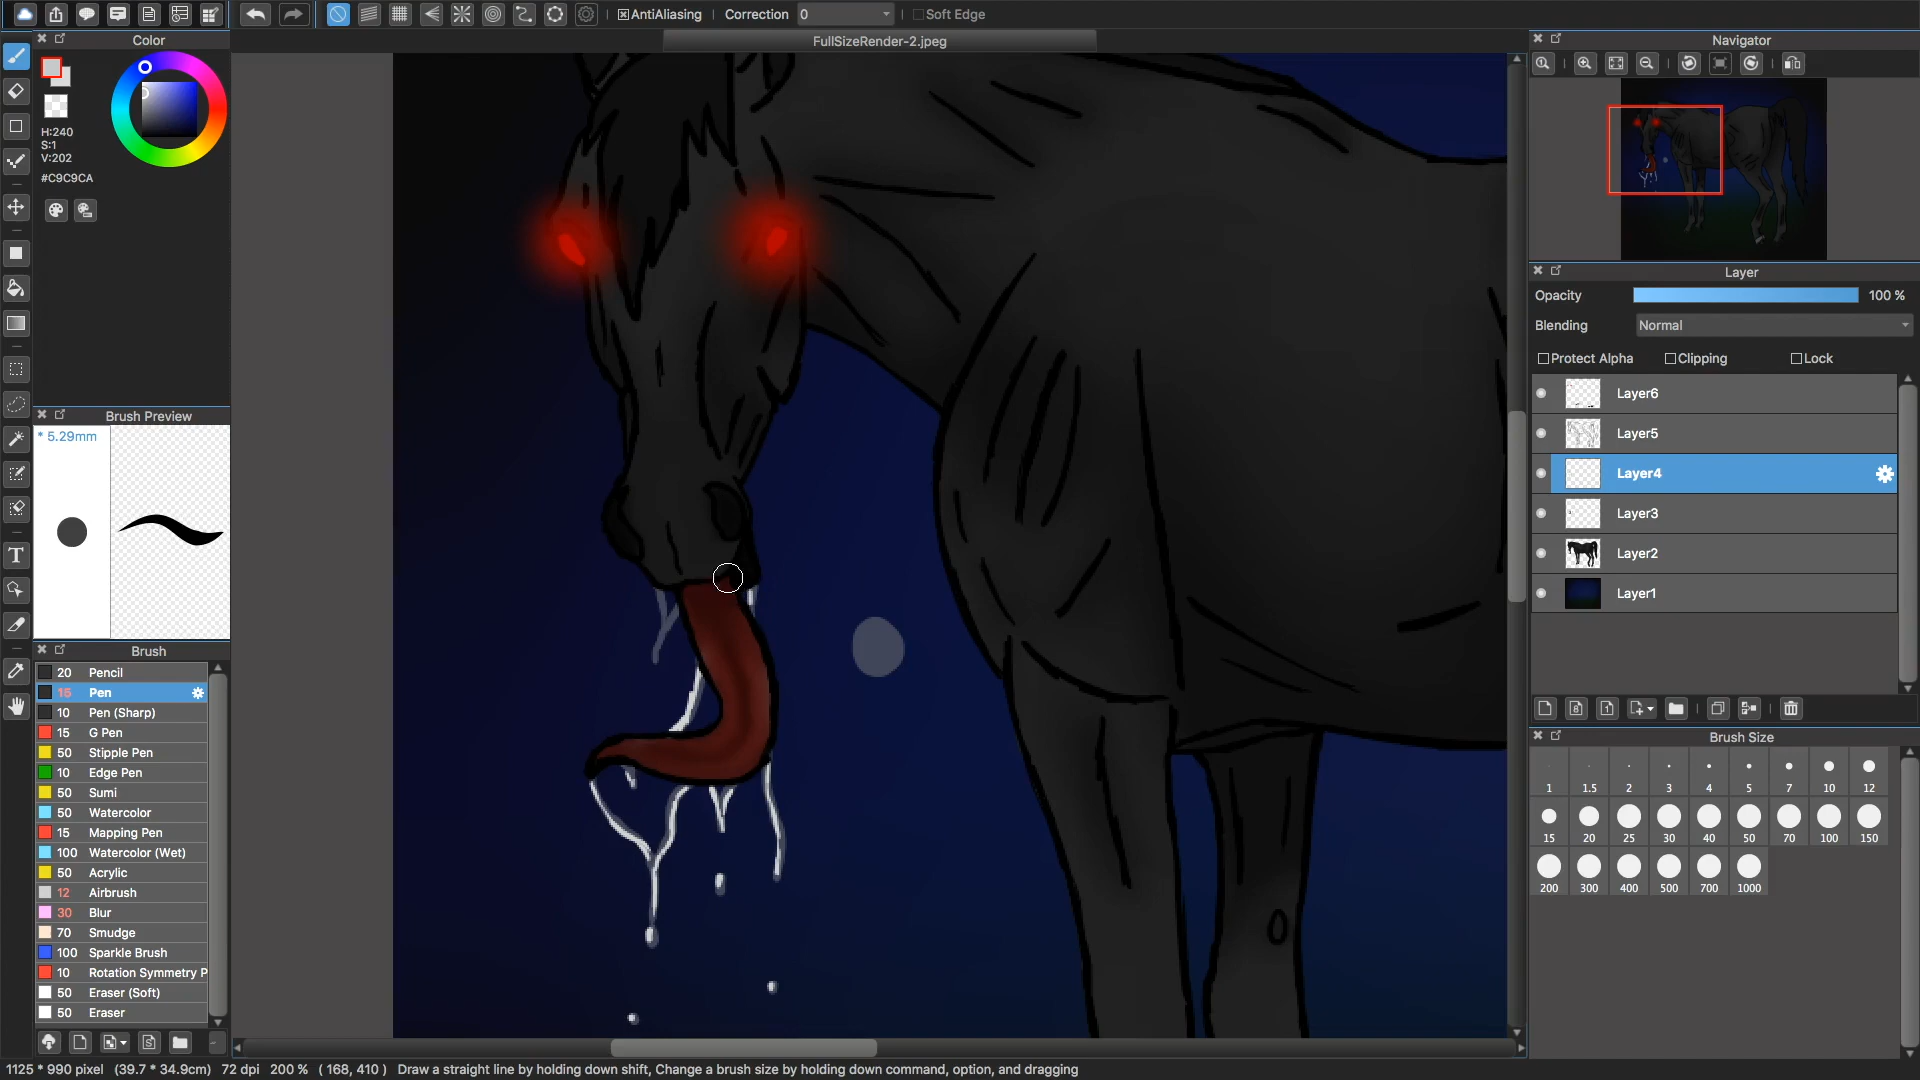 AntiAliasing Correction 0 Soft Edge
FullSizeRender-2.jpeg
Color
H:240
S:1
V:202
#C9C9CA
Brush Preview
* 5.29mm
Brush
20 Pencil
15 Pen
10 Pen (Sharp)
15 G Pen
50 Stipple Pen
10 Edge Pen
50 Sumi
50 Watercolor
15 Mapping Pen
100 Watercolor (Wet)
50 Acrylic
12 Airbrush
30 Blur
70 Smudge
100 Sparkle Brush
10 Rotation Symmetry P
50 Eraser (Soft)
50 Eraser
Navigator
Layer
Opacity 100 %
Blending Normal
Protect Alpha Clipping Lock
Layer6
Layer5
Layer4
Layer3
Layer2
Layer1
Brush Size
1 1.5 2 3 4 5 7 10 12
15 20 25 30 40 50 70 100 150
200 300 400 500 700 1000
1125 * 990 pixel (39.7 * 34.9cm) 72 dpi 200 % ( 168, 410 ) Draw a straight line by holding down shift, Change a brush size by holding down command, option, and dragging